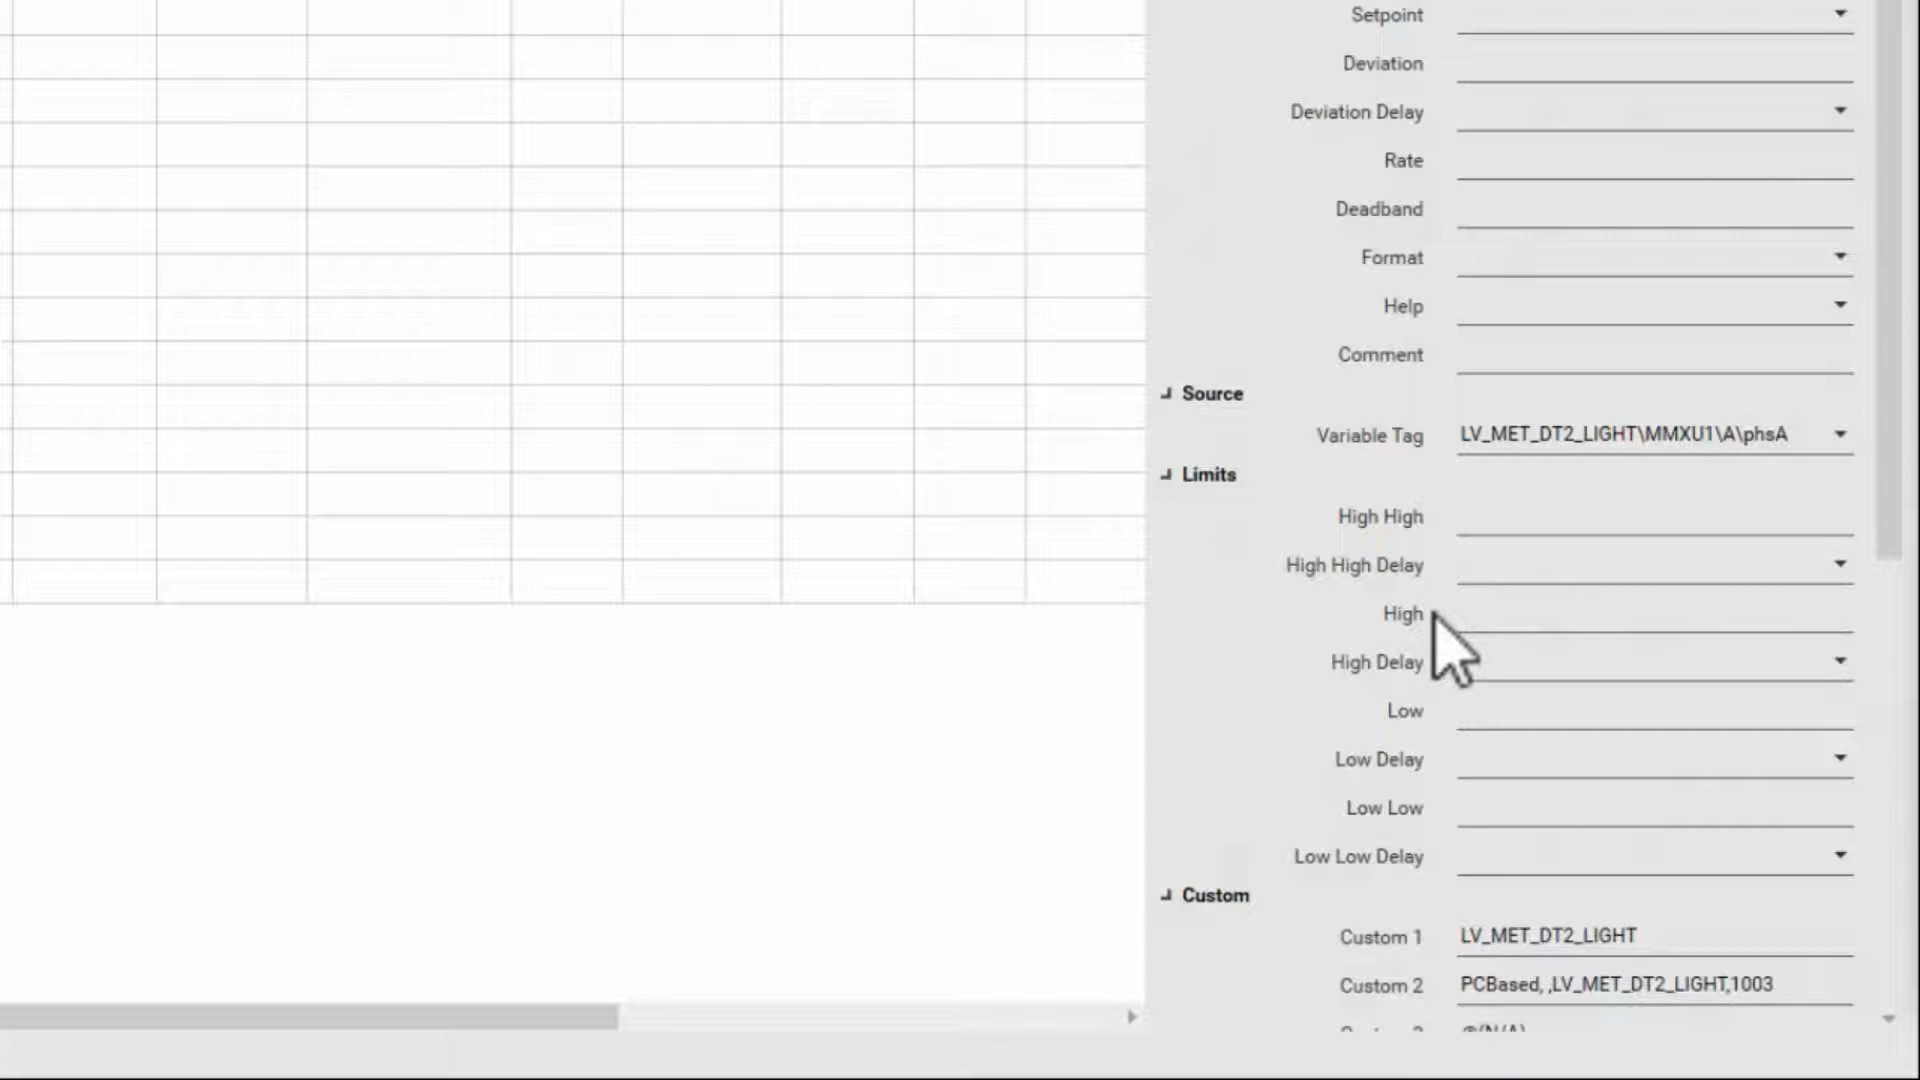 Setpoint
Deviation
Deviation Delay
Rate
Deadband
Format
Help
Comment
Source
Variable Tag LV_MET_DT2_LIGHT\MMXU1\A\phsA
Limits
High High
High High Delay
High
High Delay
Low
Low Delay
Low Low
Low Low Delay
Custom
Custom 1 LV_MET_DT2_LIGHT
Custom 2 PCBased, ,LV_MET_DT2_LIGHT,1003